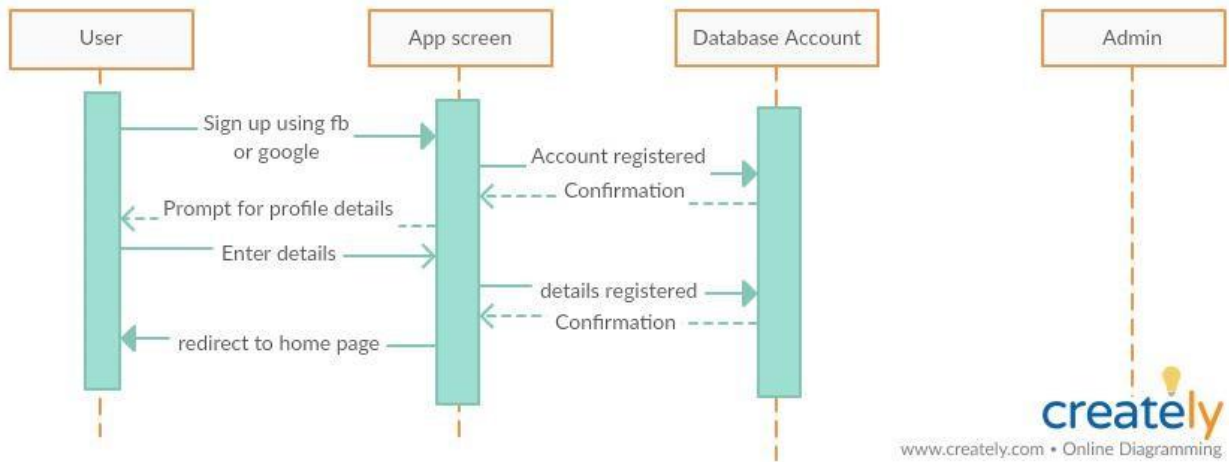 User
App screen
Database Account
Admin
Sign up using fb
or google
Account registered
Confirmation
Prompt for profile details
Enter details
details registered
Confirmation
redirect to home page
creately
www.creately.com • Online Diagramming